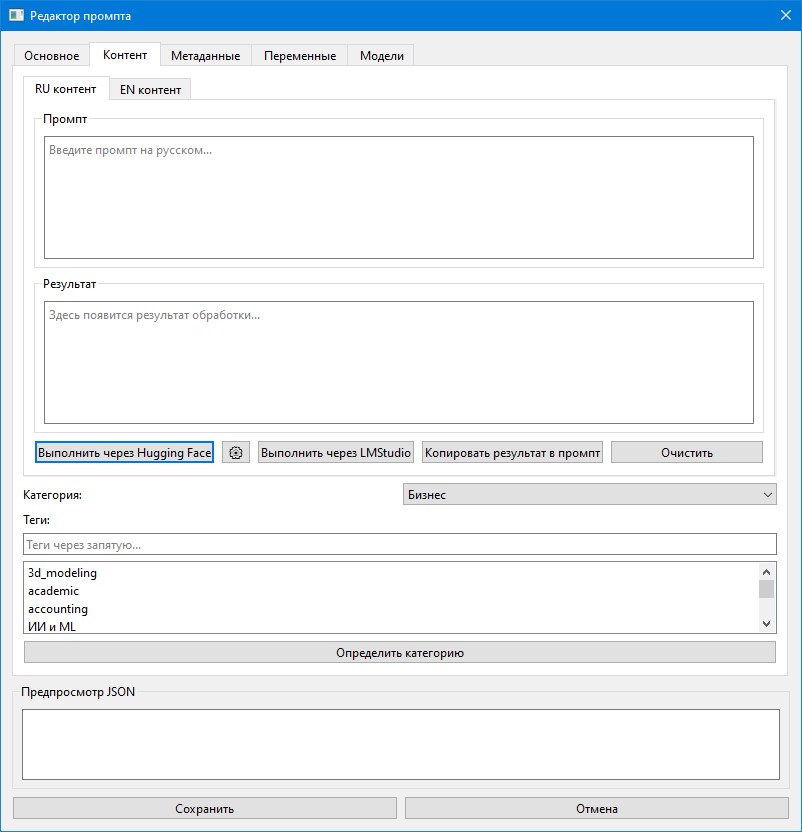 Редактор промпта
Основное Контент Метаданные Переменные Модели
RU контент EN контент
Промпт
Введите промпт на русском...
Результат
Здесь появится результат обработки...
Выполнить через Hugging Face Выполнить через LMStudio Копировать результат в промпт Очистить
Категория: Бизнес
Теги:
Теги через запятую...
3d_modeling
academic
accounting
ИИ и ML
Определить категорию
Предпросмотр JSON
Сохранить Отмена